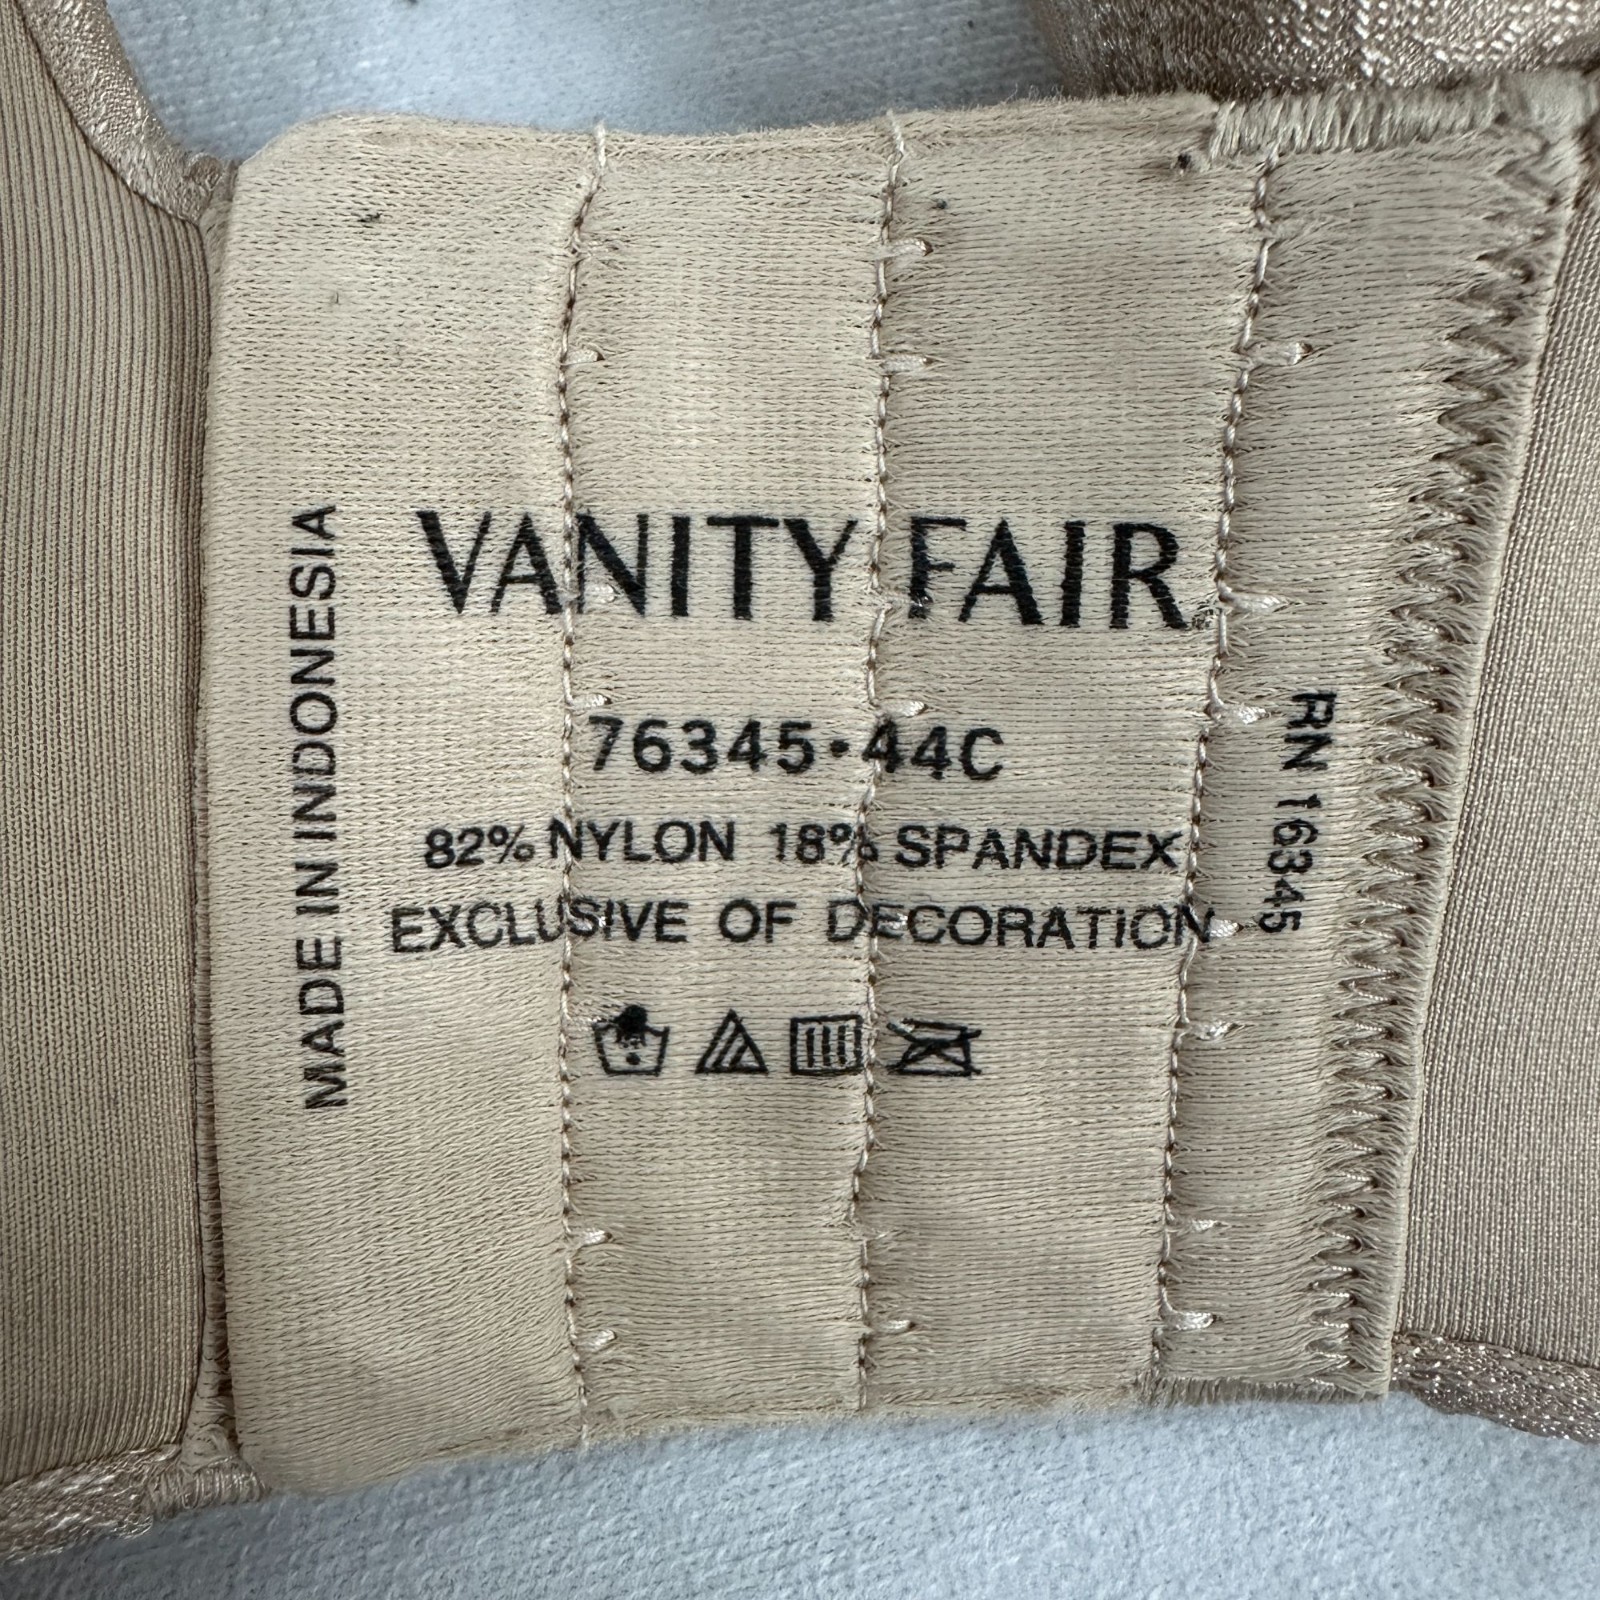 VANITY FAIR
76345·44C
82% NYLON 18% SPANDEX
EXCLUSIVE OF DECORATION
MADE IN INDONESIA
RN 16345